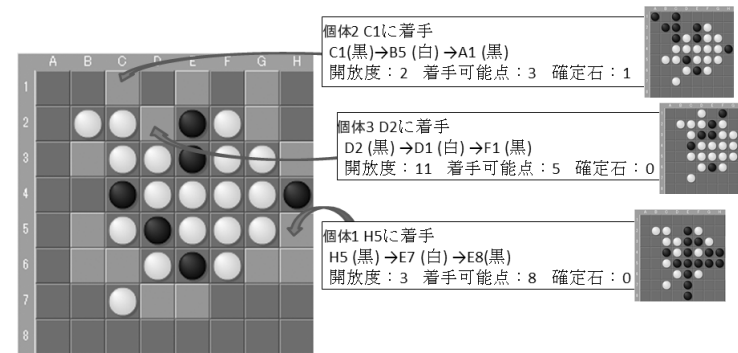 A B C D E F G H
1
2
3
4
5
6
7
8
個体2 C1に着手
C1(黒)→B5 (白)→A1 (黒)
開放度：2 着手可能点：3 確定石：1
個体3 D2に着手
D2 (黒)→D1 (白)→F1 (黒)
開放度：11 着手可能点：5 確定石：0
個体1 H5に着手
H5 (黒)→E7 (白)→E8(黒)
開放度：3 着手可能点：8 確定石：0